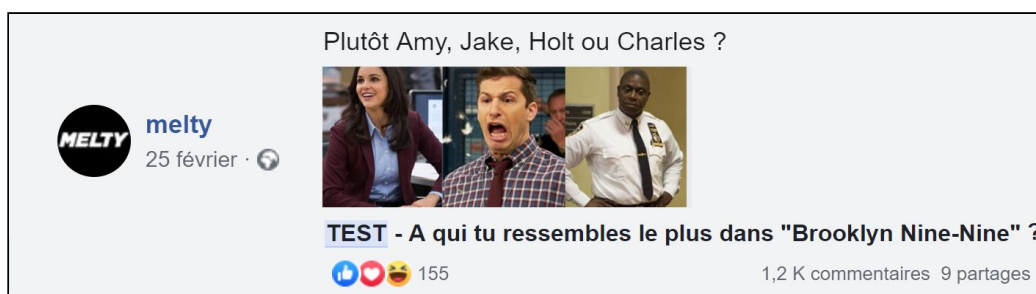 Plutôt Amy, Jake, Holt ou Charles ?
MELTY
melty
25 février ·
TEST - A qui tu ressembles le plus dans "Brooklyn Nine-Nine" ?
155
1,2 K commentaires 9 partages